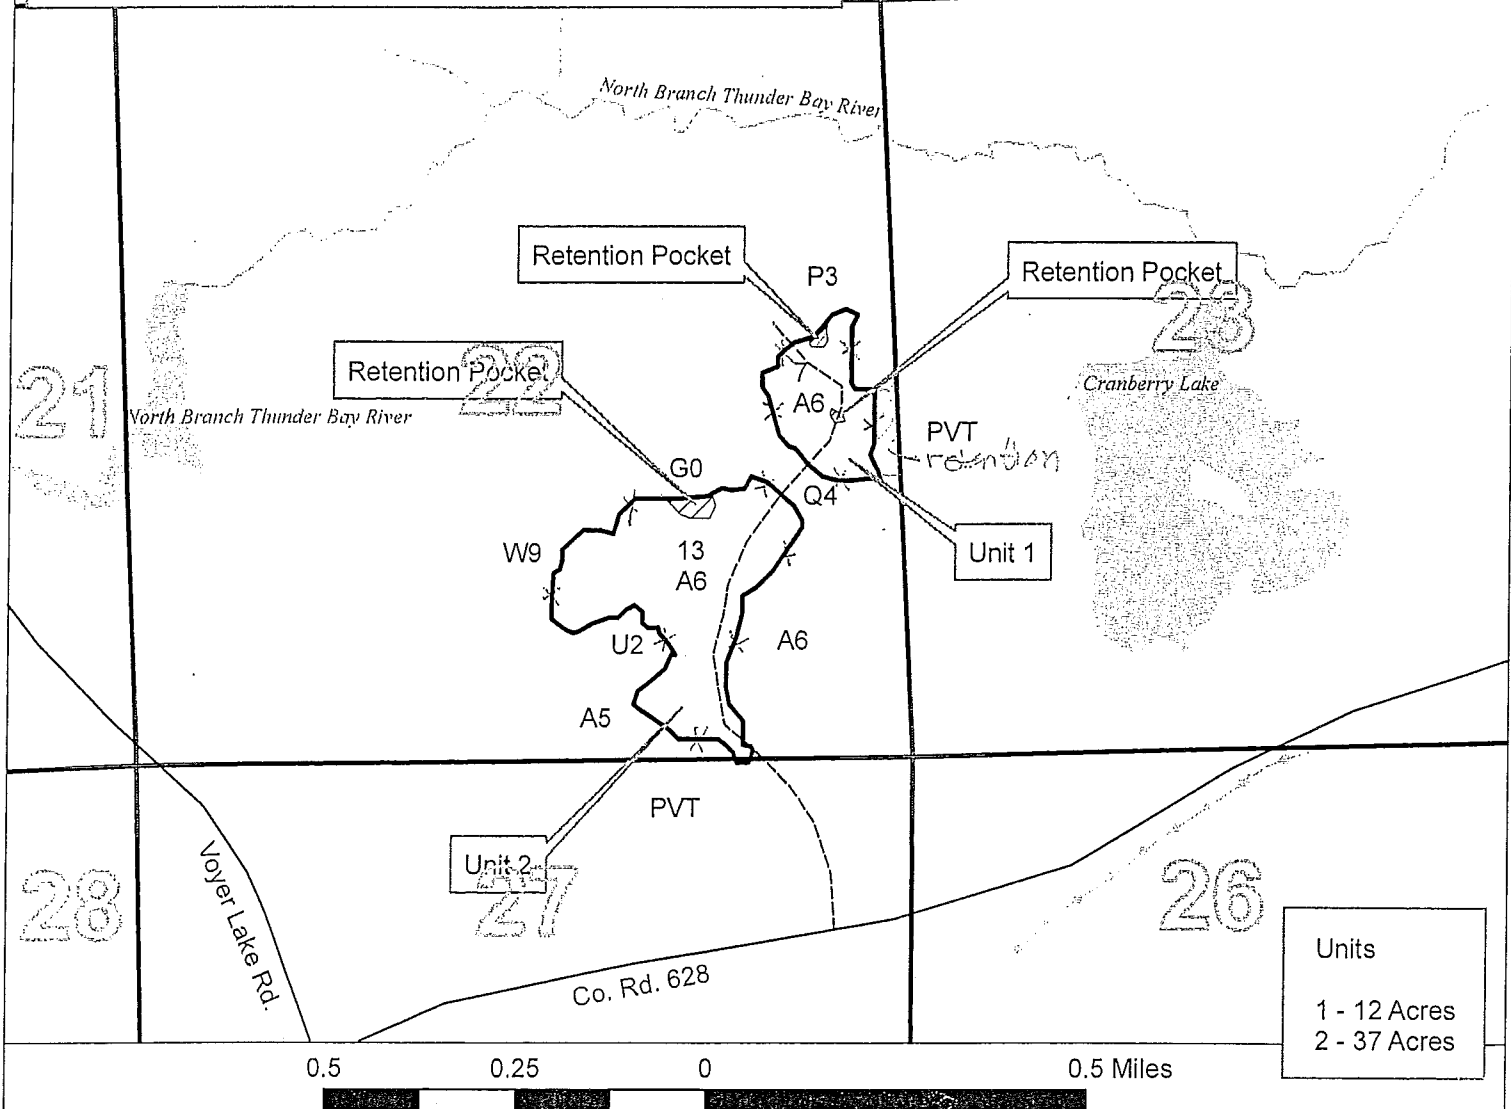 North Branch Thunder Bay River
Retention Pocket
P3
Retention Pocket
23
Retention Pocket
22
21
North Branch Thunder Bay River
A6
Cranberry Lake
PVT
retention
G0
Q4
W9
13
A6
Unit 1
U2
A6
A5
PVT
Unit 2
27
28
26
Voyer Lake Rd.
Co. Rd. 628
Units
1 - 12 Acres
2 - 37 Acres
0.5 0.25 0 0.5 Miles